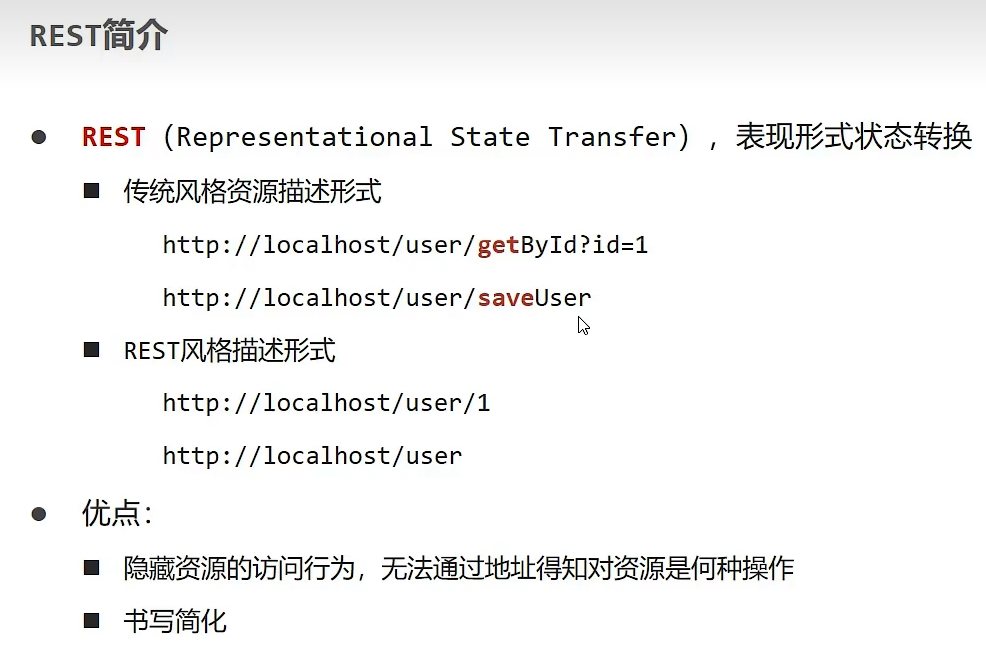 REST简介
REST（Representational State Transfer），表现形式状态转换
传统风格资源描述形式
http://localhost/user/getById?id=1
http://localhost/user/saveUser
REST风格描述形式
http://localhost/user/1
http://localhost/user
优点：
隐藏资源的访问行为，无法通过地址得知对资源是何种操作
书写简化